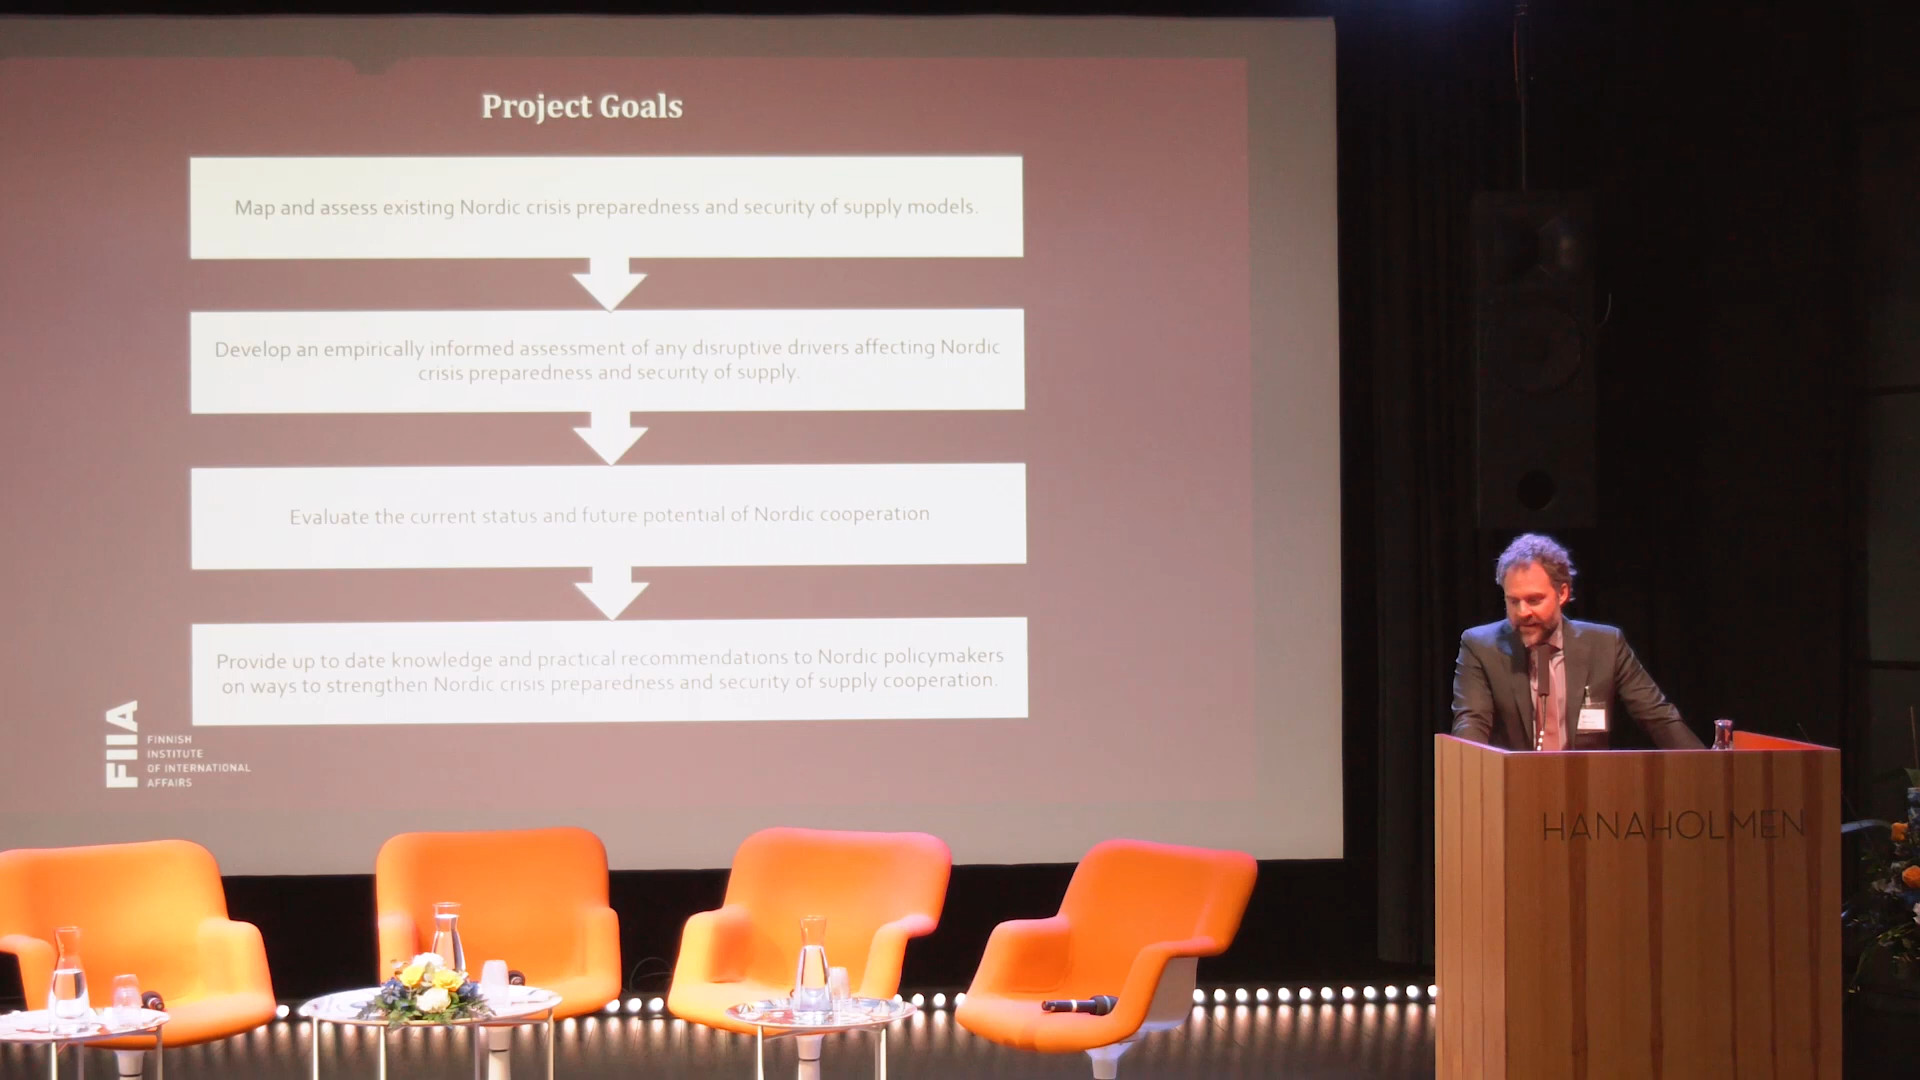 Project Goals
Map and assess existing Nordic crisis preparedness and security of supply models.
Develop an empirically informed assessment of any disruptive drivers affecting Nordic
crisis preparedness and security of supply.
Evaluate the current status and future potential of Nordic cooperation
Provide up to date knowledge and practical recommendations to Nordic policymakers
on ways to strengthen Nordic crisis preparedness and security of supply cooperation.
FIIA
FINNISH
INSTITUTE
OF INTERNATIONAL
AFFAIRS
HANAHOLMEN